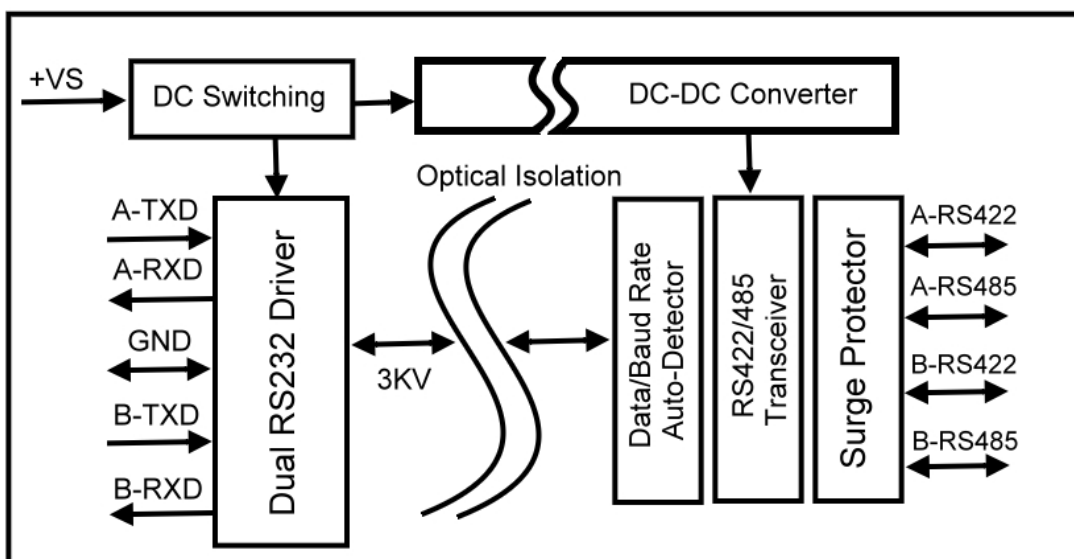 +VS
DC Switching
DC-DC Converter
Optical Isolation
A-TXD
A-RXD
GND
B-TXD
B-RXD
Dual RS232 Driver
3KV
Data/Baud Rate
Auto-Detector
RS422/485
Transceiver
Surge Protector
A-RS422
A-RS485
B-RS422
B-RS485